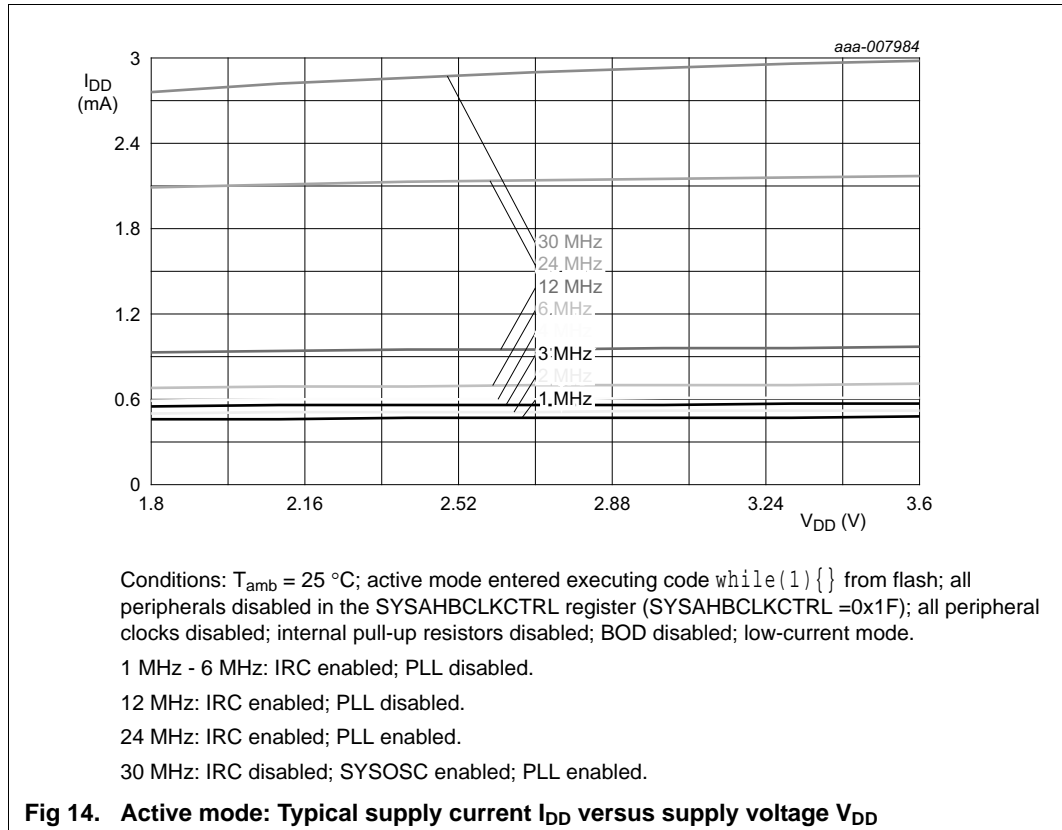 aaa-007984
3
I_DD
(mA)
2.4
1.8
30 MHz
24 MHz
12 MHz
6 MHz
3 MHz
2 MHz
1 MHz
1.2
0.6
0
1.8
2.16
2.52
2.88
3.24
3.6
V_DD (V)
Conditions: T_amb = 25 °C; active mode entered executing code while(1){} from flash; all
peripherals disabled in the SYSAHBCLKCTRL register (SYSAHBCLKCTRL =0x1F); all peripheral
clocks disabled; internal pull-up resistors disabled; BOD disabled; low-current mode.
1 MHz - 6 MHz: IRC enabled; PLL disabled.
12 MHz: IRC enabled; PLL disabled.
24 MHz: IRC enabled; PLL enabled.
30 MHz: IRC disabled; SYSOSC enabled; PLL enabled.
Fig 14. Active mode: Typical supply current I_DD versus supply voltage V_DD